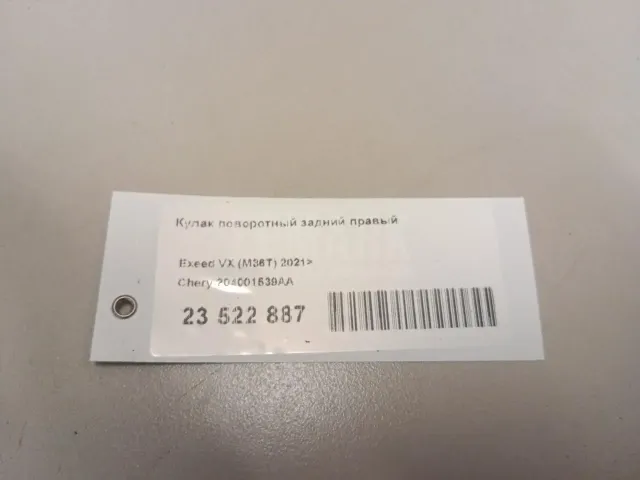 Кулак поворотный задний правый
Exeed VX (M36T) 2021>
Chery 204001539AA
23 522 887